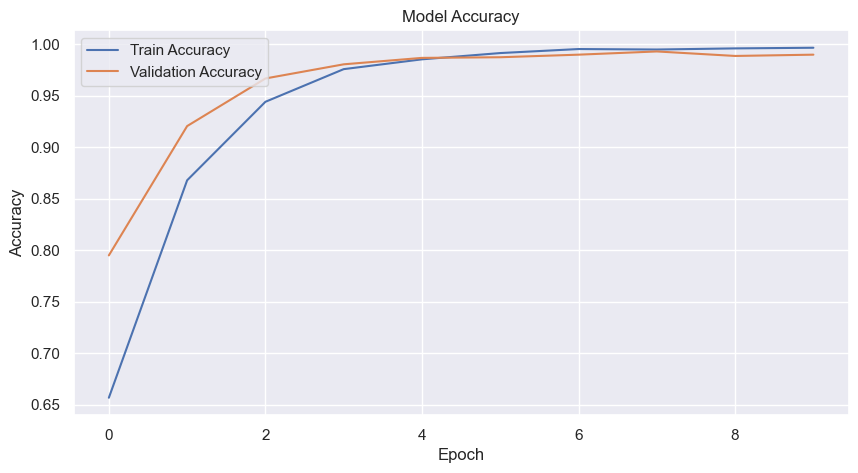 Model Accuracy
Train Accuracy
Validation Accuracy
1.00
0.95
0.90
0.85
0.80
0.75
0.70
0.65
Accuracy
0 2 4 6 8
Epoch